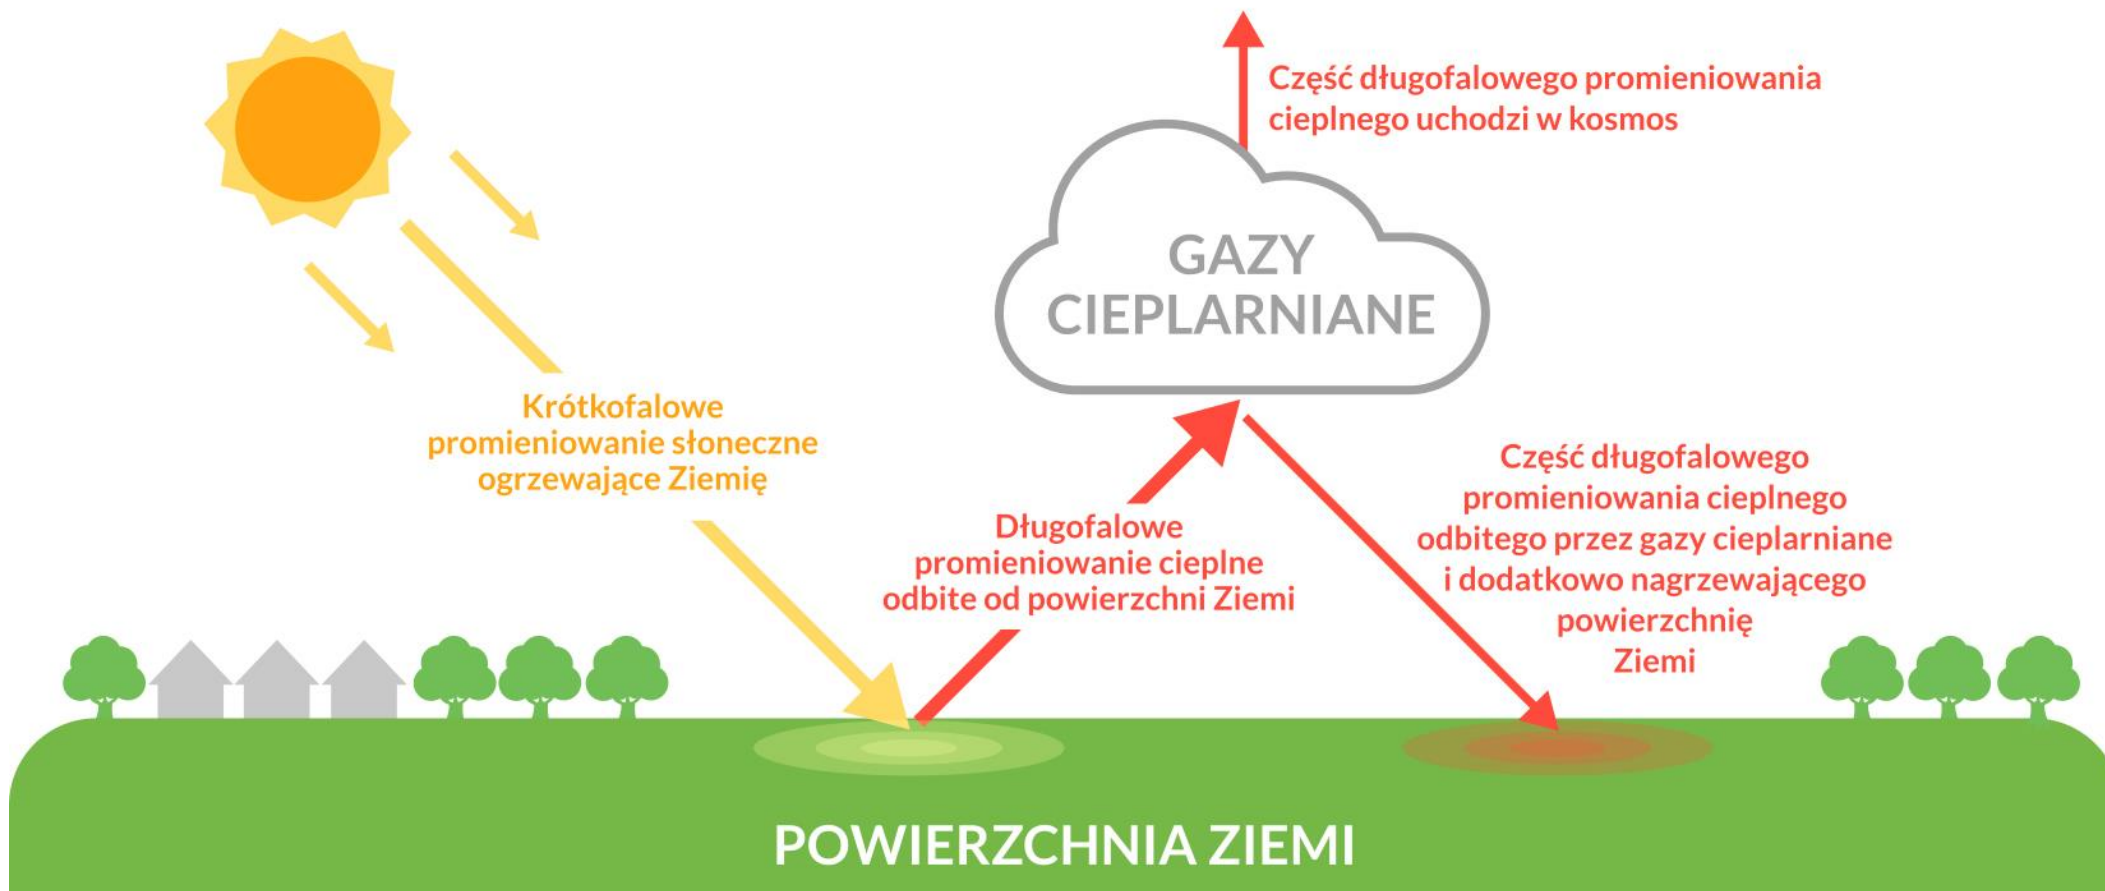 Część długofalowego promieniowania
cieplnego uchodzi w kosmos
GAZY
CIEPLARNIANE
Krótkofalowe
promieniowanie słoneczne
ogrzewające Ziemię
Długofalowe
promieniowanie cieplne
odbite od powierzchni Ziemi
Część długofalowego
promieniowania cieplnego
odbitego przez gazy cieplarniane
i dodatkowo nagrzewającego
powierzchnię
Ziemi
POWIERZCHNIA ZIEMI